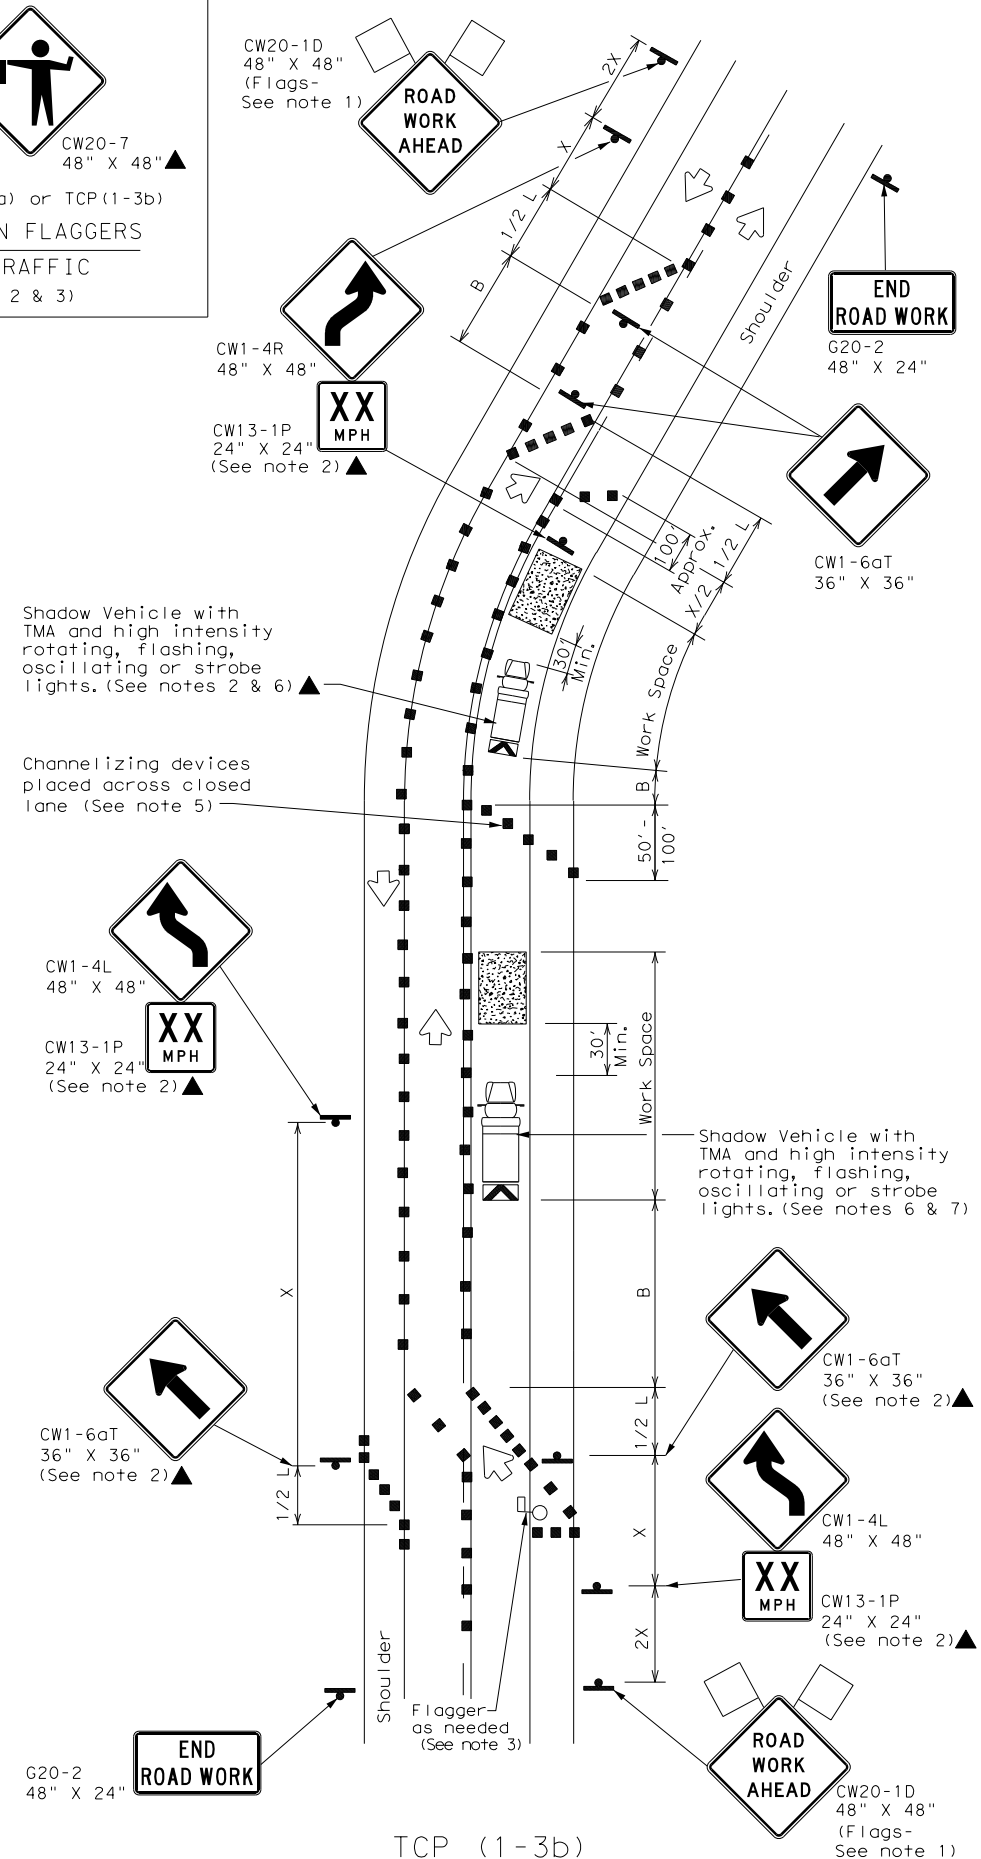 CW20-7
48" X 48"
a) or TCP(1-3b)
N FLAGGERS
RAFFIC
2 & 3)
CW20-1D
48" X 48"
(Flags-
See note 1)
ROAD
WORK
AHEAD
2X
X
1/2 L
B
CW1-4R
48" X 48"
XX
MPH
CW13-1P
24" X 24"
(See note 2)
Shoulder
END
ROAD WORK
G20-2
48" X 24"
CW1-6aT
36" X 36"
100'
Approx.
1/2 L
X/2
Shadow Vehicle with
TMA and high intensity
rotating, flashing,
oscillating or strobe
lights. (See notes 2 & 6)
30'
Min.
Work Space
B
Channelizing devices
placed across closed
lane (See note 5)
50'-
100'
CW1-4L
48" X 48"
XX
MPH
CW13-1P
24" X 24"
(See note 2)
30'
Min.
Work Space
Shadow Vehicle with
TMA and high intensity
rotating, flashing,
oscillating or strobe
lights. (See notes 6 & 7)
X
B
CW1-6aT
36" X 36"
(See note 2)
1/2 L
CW1-6aT
36" X 36"
(See note 2)
1/2 L
X
CW1-4L
48" X 48"
XX
MPH
CW13-1P
24" X 24"
(See note 2)
2X
Shoulder
Flagger
as needed
(See note 3)
END
ROAD WORK
G20-2
48" X 24"
ROAD
WORK
AHEAD
CW20-1D
48" X 48"
(Flags-
See note 1)
TCP (1-3b)